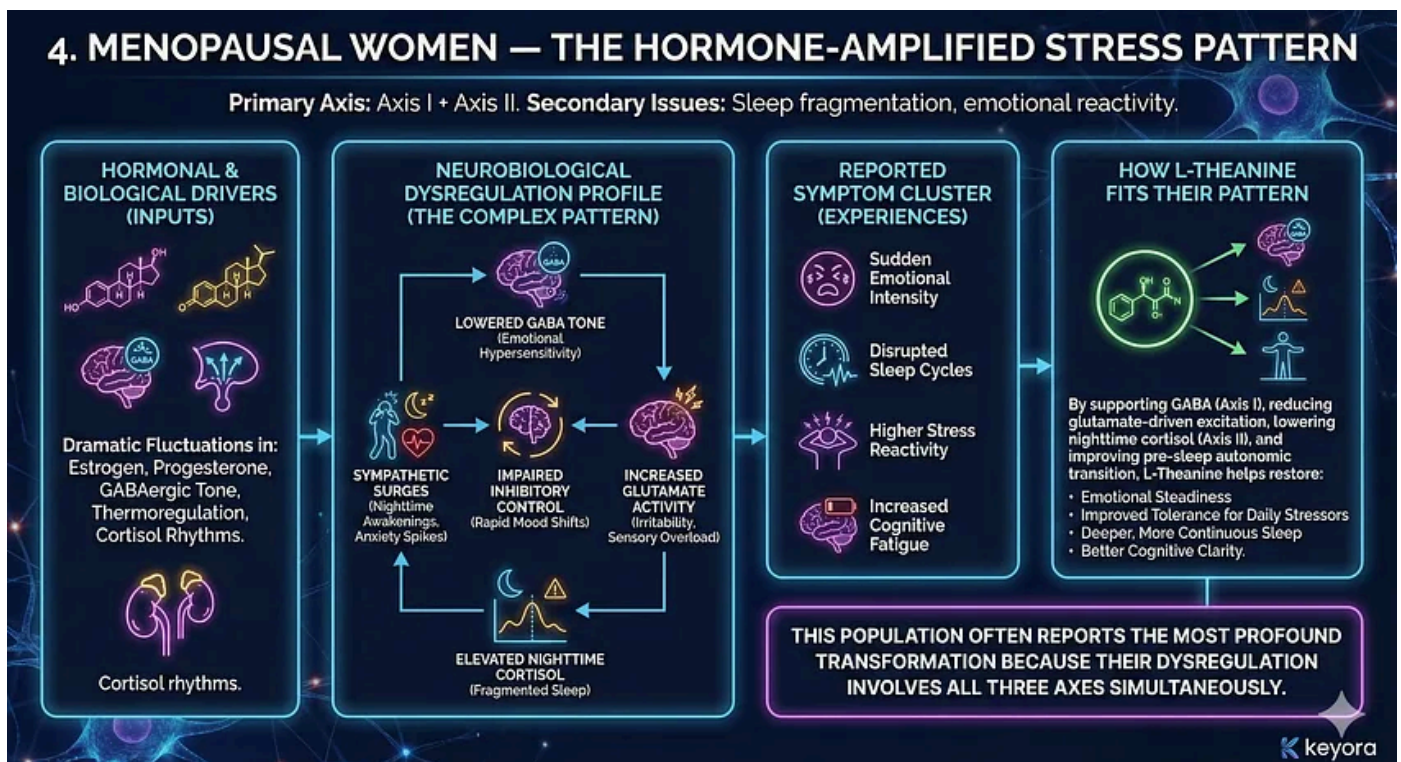 4. MENOPAUSAL WOMEN — THE HORMONE-AMPLIFIED STRESS PATTERN
Primary Axis: Axis I + Axis II. Secondary Issues: Sleep fragmentation, emotional reactivity.
HORMONAL &
BIOLOGICAL DRIVERS
(INPUTS)
OH
H
H
H
HO
H
H
H
O
GABA
Dramatic Fluctuations in:
Estrogen, Progesterone,
GABAergic Tone,
Thermoregulation,
Cortisol Rhythms.
Cortisol rhythms.
NEUROBIOLOGICAL
DYSREGULATION PROFILE
(THE COMPLEX PATTERN)
GABA
LOWERED GABA TONE
(Emotional
Hypersensitivity)
SYMPATHETIC
SURGES
(Nighttime
Awakenings,
Anxiety Spikes)
IMPAIRED
INHIBITORY
CONTROL
(Rapid Mood Shifts)
INCREASED
GLUTAMATE
ACTIVITY
(Irritability,
Sensory Overload)
ELEVATED NIGHTTIME
CORTISOL
(Fragmented Sleep)
REPORTED
SYMPTOM CLUSTER
(EXPERIENCES)
Sudden
Emotional
Intensity
Disrupted
Sleep Cycles
Higher Stress
Reactivity
Increased
Cognitive
Fatigue
HOW L-THEANINE
FITS THEIR PATTERN
GABA
By supporting GABA (Axis I), reducing
glutamate-driven excitation, lowering
nighttime cortisol (Axis II), and
improving pre-sleep autonomic
transition, L-Theanine helps restore:
• Emotional Steadiness
• Improved Tolerance for Daily Stressors
• Deeper, More Continuous Sleep
• Better Cognitive Clarity.
THIS POPULATION OFTEN REPORTS THE MOST PROFOUND
TRANSFORMATION BECAUSE THEIR DYSREGULATION
INVOLVES ALL THREE AXES SIMULTANEOUSLY.
keyora